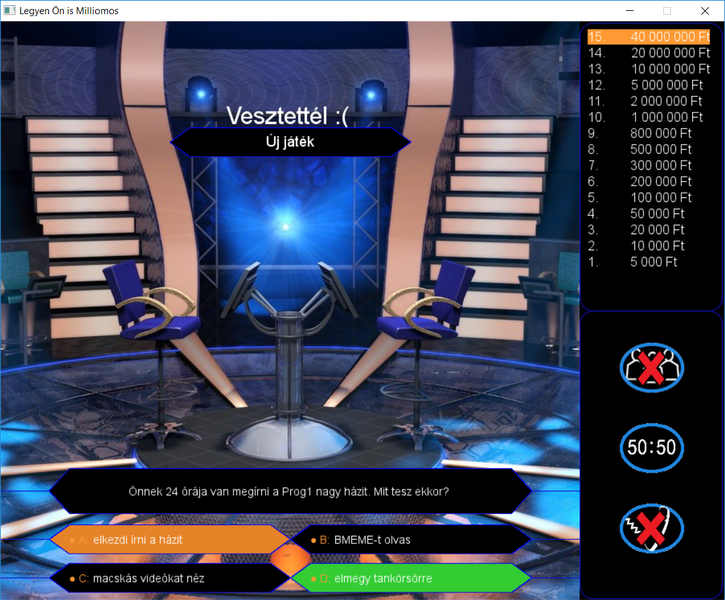 Legyen Ön is Milliomos
Vesztettél :(
Új játék
15. 40 000 000 Ft
14. 20 000 000 Ft
13. 10 000 000 Ft
12. 5 000 000 Ft
11. 2 000 000 Ft
10. 1 000 000 Ft
9. 800 000 Ft
8. 500 000 Ft
7. 300 000 Ft
6. 200 000 Ft
5. 100 000 Ft
4. 50 000 Ft
3. 20 000 Ft
2. 10 000 Ft
1. 5 000 Ft
50:50
Önnek 24 órája van megírni a Prog1 nagy házit. Mit tesz ekkor?
A: elkezdi írni a házit
B: BMEME-t olvas
C: macskás videókat néz
D: elmegy tankörsörre